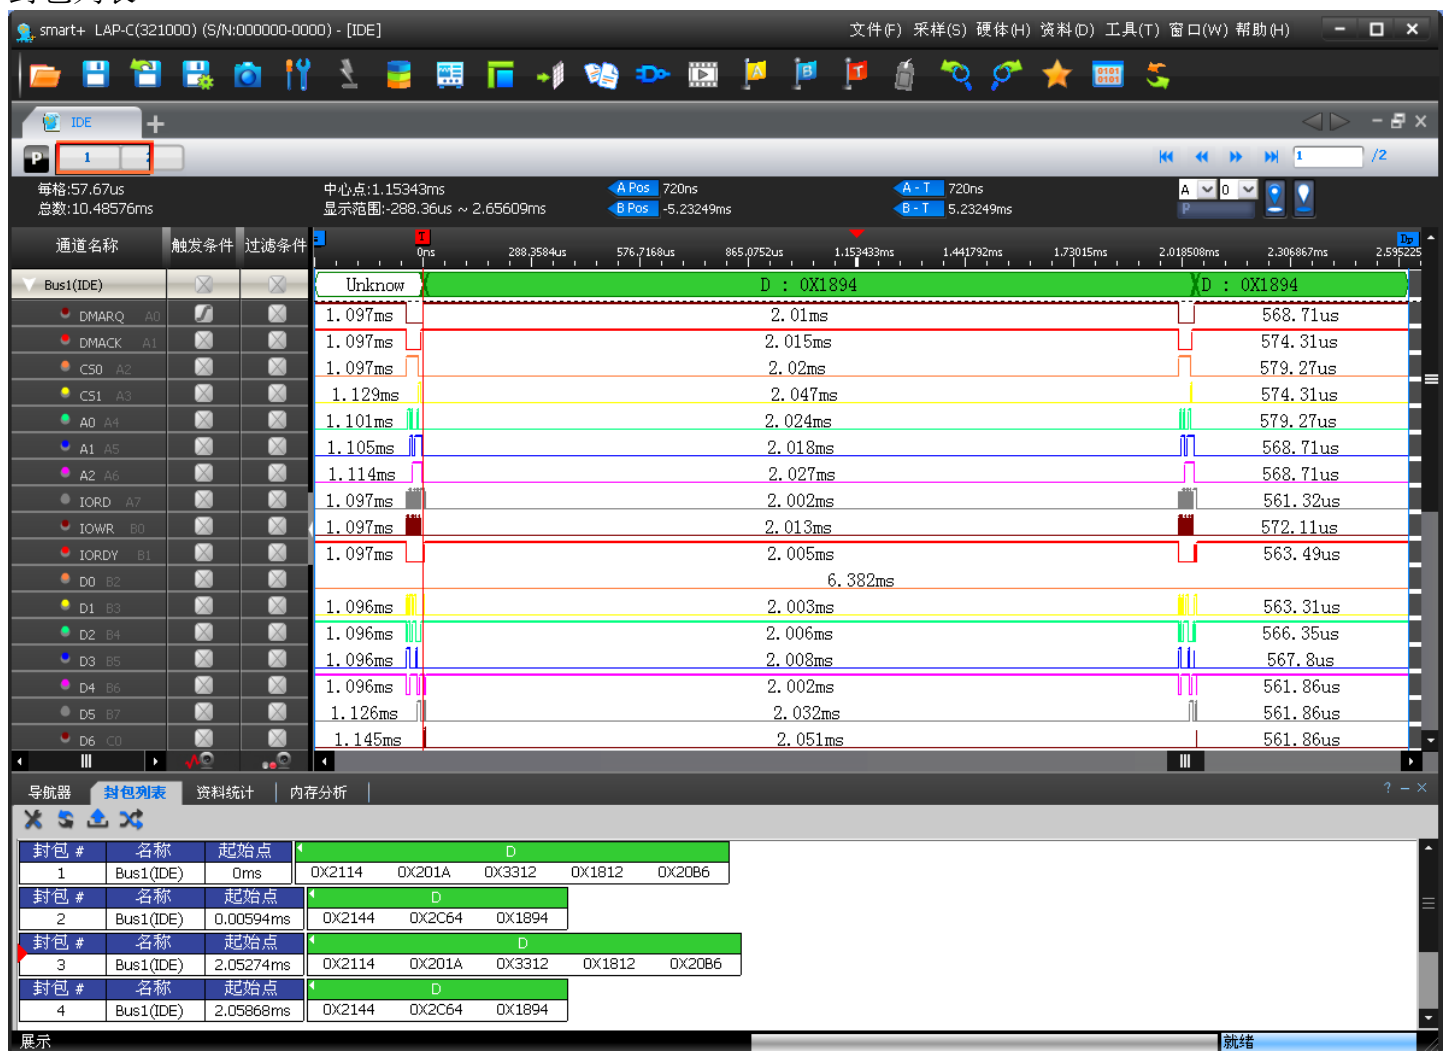 smart+ LAP-C(321000) (S/N:000000-0000) - [IDE] 文件(F) 采样(S) 硬体(H) 资料(D) 工具(T) 窗口(W) 帮助(H)
IDE
P 1 2 1 /2
每格:57.67us 中心点:1.15343ms A Pos 720ns A - T 720ns A 0
总数:10.48576ms 显示范围:-288.36us ~ 2.65609ms B Pos -5.23249ms B - T 5.23249ms P
通道名称 触发条件 过滤条件 T Dp
0ns 288.3584us 576.7168us 865.0752us 1.153433ms 1.441792ms 1.73015ms 2.018508ms 2.306867ms 2.595225
Bus1(IDE) Unknow D : 0X1894 D : 0X1894
DMARQ A0 1.097ms 2.01ms 568.71us
DMACK A1 1.097ms 2.015ms 574.31us
CS0 A2 1.097ms 2.02ms 579.27us
CS1 A3 1.129ms 2.047ms 574.31us
A0 A4 1.101ms 2.024ms 579.27us
A1 A5 1.105ms 2.018ms 568.71us
A2 A6 1.114ms 2.027ms 568.71us
IORD A7 1.097ms 2.002ms 561.32us
IOWR B0 1.097ms 2.013ms 572.11us
IORDY B1 1.097ms 2.005ms 563.49us
D0 B2 6.382ms
D1 B3 1.096ms 2.003ms 563.31us
D2 B4 1.096ms 2.006ms 566.35us
D3 B5 1.096ms 2.008ms 567.8us
D4 B6 1.096ms 2.002ms 561.86us
D5 B7 1.126ms 2.032ms 561.86us
D6 C0 1.145ms 2.051ms 561.86us
导航器 封包列表 资料统计 内存分析
封包 # 名称 起始点 D
1 Bus1(IDE) 0ms 0X2114 0X201A 0X3312 0X1812 0X20B6
封包 # 名称 起始点 D
2 Bus1(IDE) 0.00594ms 0X2144 0X2C64 0X1894
封包 # 名称 起始点 D
3 Bus1(IDE) 2.05274ms 0X2114 0X201A 0X3312 0X1812 0X20B6
封包 # 名称 起始点 D
4 Bus1(IDE) 2.05868ms 0X2144 0X2C64 0X1894
展示 就绪